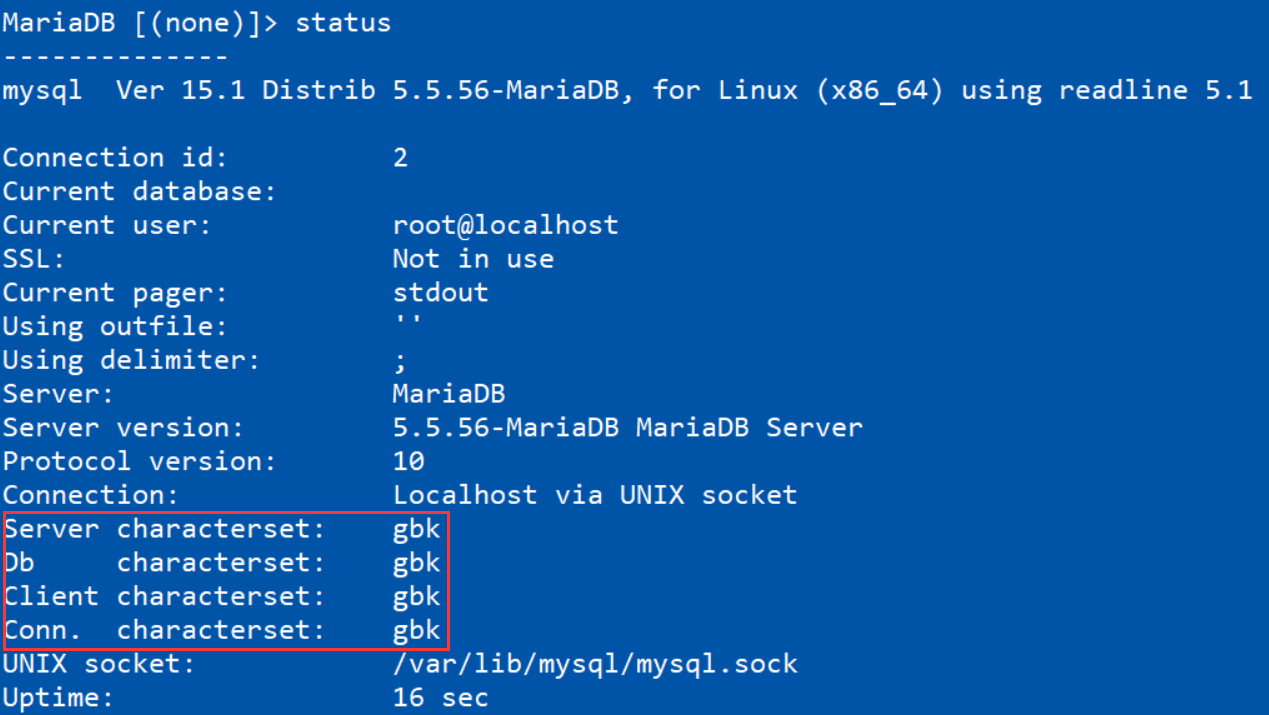 MariaDB [(none)]> status
--------------
mysql  Ver 15.1 Distrib 5.5.56-MariaDB, for Linux (x86_64) using readline 5.1

Connection id:          2
Current database:
Current user:           root@localhost
SSL:                    Not in use
Current pager:          stdout
Using outfile:          ''
Using delimiter:        ;
Server:                 MariaDB
Server version:         5.5.56-MariaDB MariaDB Server
Protocol version:       10
Connection:             Localhost via UNIX socket
Server characterset:    gbk
Db     characterset:    gbk
Client characterset:    gbk
Conn.  characterset:    gbk
UNIX socket:            /var/lib/mysql/mysql.sock
Uptime:                 16 sec